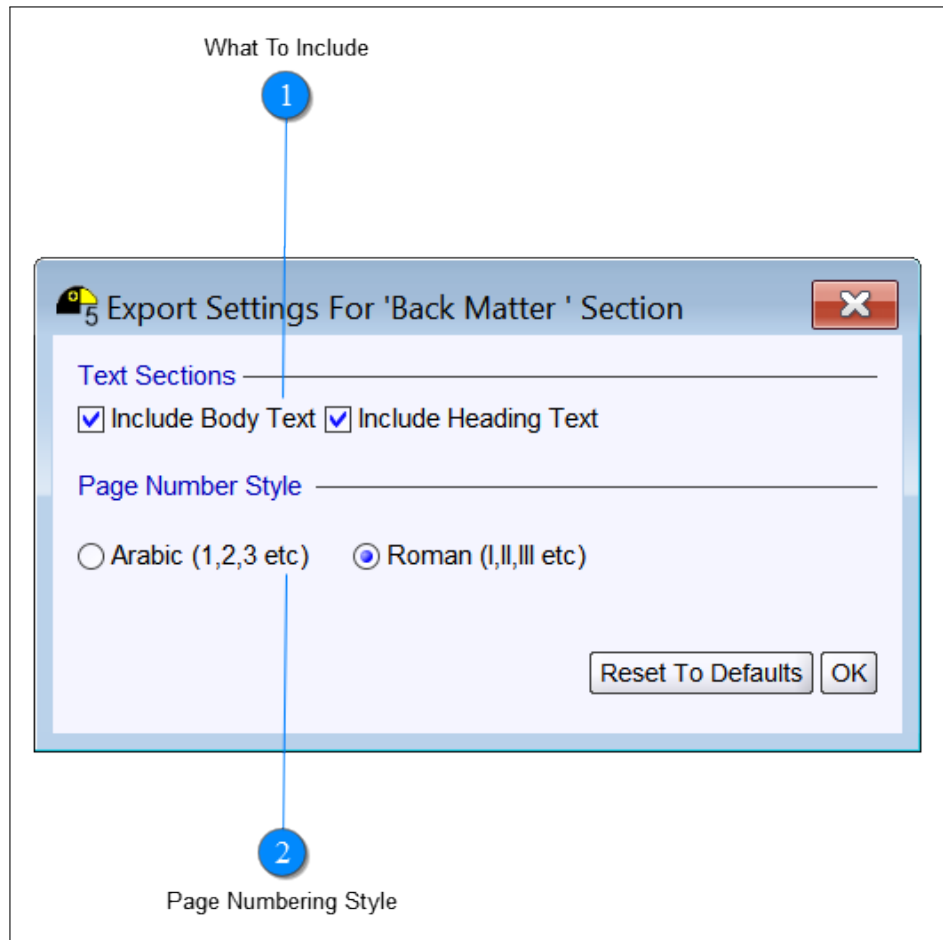 What To Include
1
5 Export Settings For 'Back Matter ' Section
Text Sections
Include Body Text Include Heading Text
Page Number Style
Arabic (1,2,3 etc) Roman (I,II,III etc)
Reset To Defaults OK
2
Page Numbering Style